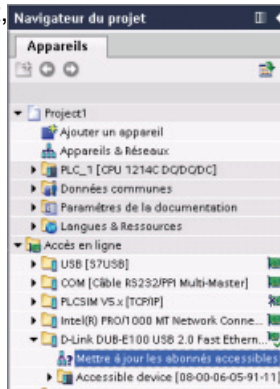 ,
Navigateur du projet
Appareils
Project1
Ajouter un appareil
Appareils & Réseaux
PLC_1 [CPU 1214C DC/DC/DC]
Données communes
Paramétres de la documentation
Langues & Ressources
Accès en ligne
USB [S7USB]
COM [Câble RS232/PPI Multi-Master]
PLCSIM V5.x [TCP/IP]
Intel(R) PRO/1000 MT Network Conne...
D-Link DUB-E100 USB 2.0 Fast Ethern...
Mettre à jour les abonnés accessibles
Accessible device [08-00-06-05-91-11]